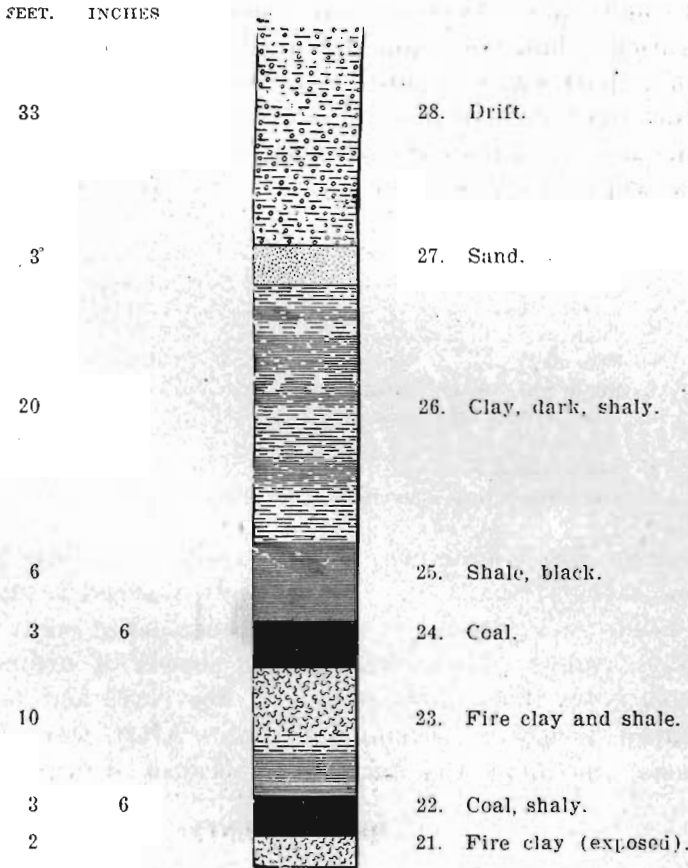 FEET. INCHES
33 28. Drift.
3 27. Sand.
20 26. Clay, dark, shaly.
6 25. Shale, black.
3 6 24. Coal.
10 23. Fire clay and shale.
3 6 22. Coal, shaly.
2 21. Fire clay (exposed).